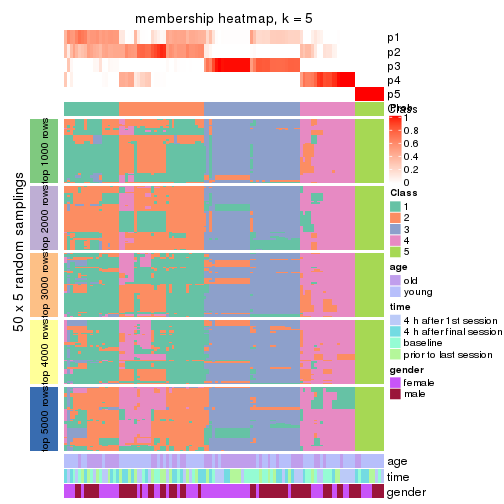 membership heatmap, k = 5
p1
p2
p3
p4
p5
Class
Prob
1
0.8
0.6
0.4
0.2
0
Class
1
2
3
4
5
age
old
young
time
4 h after 1st session
4 h after final session
baseline
prior to last session
gender
female
male
50 x 5 random samplings
top 1000 rows
top 2000 rows
top 3000 rows
top 4000 rows
top 5000 rows
age
time
gender